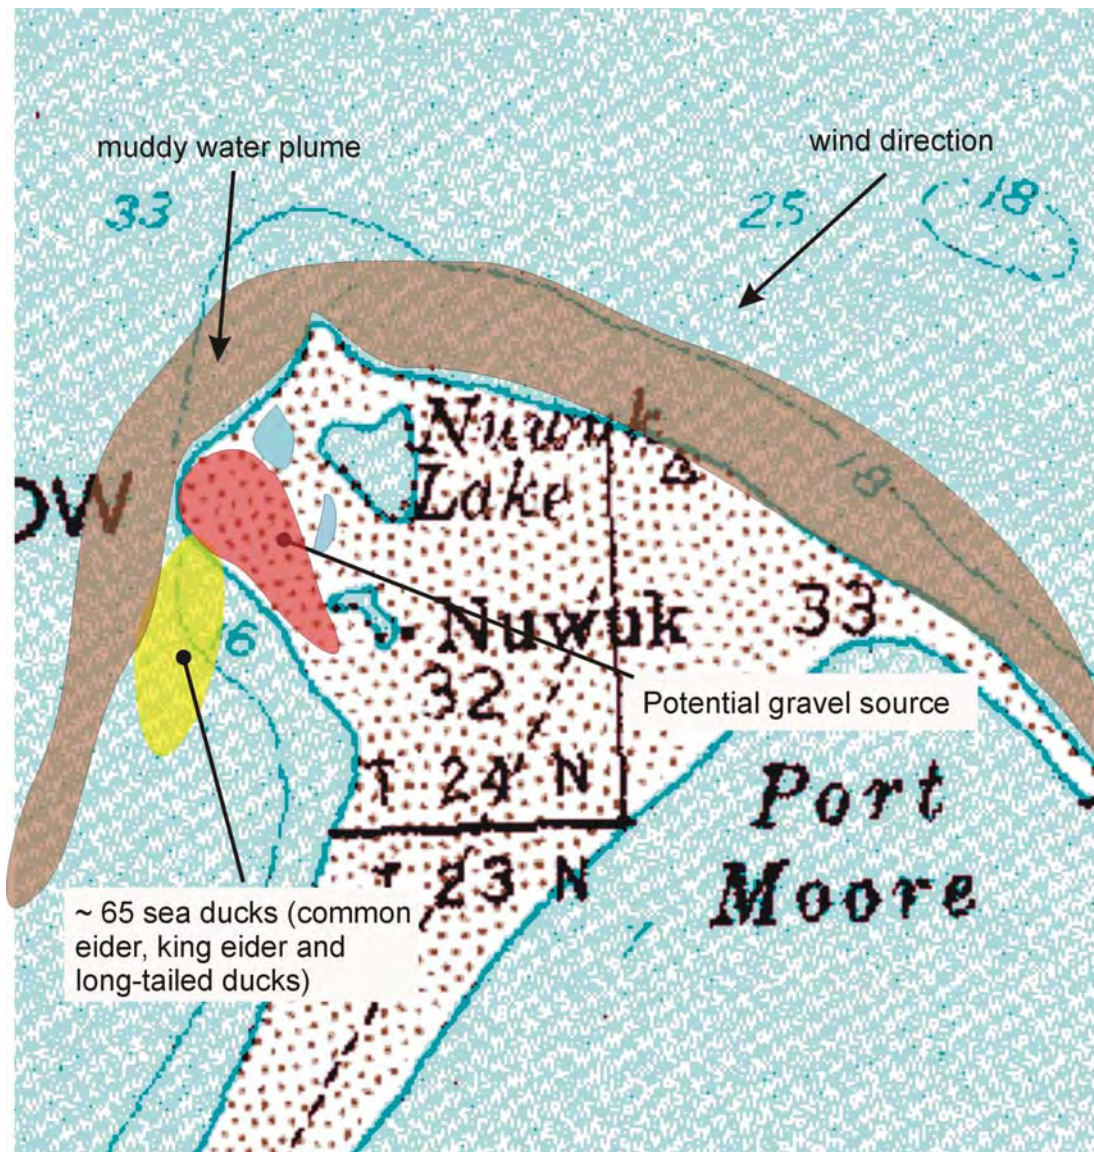 muddy water plume
wind direction
33
25
18
Nuwuk
Lake
OW
18
6
Nuwuk
33
32
Potential gravel source
T 24 N
Port
Moore
T 23 N
~ 65 sea ducks (common
eider, king eider and
long-tailed ducks)